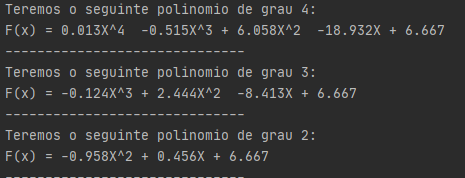 Teremos o seguinte polinomio de grau 4:
F(x) = 0.013X^4  -0.515X^3 + 6.058X^2  -18.932X + 6.667
------------------------------
Teremos o seguinte polinomio de grau 3:
F(x) = -0.124X^3 + 2.444X^2  -8.413X + 6.667
------------------------------
Teremos o seguinte polinomio de grau 2:
F(x) = -0.958X^2 + 0.456X + 6.667
------------------------------